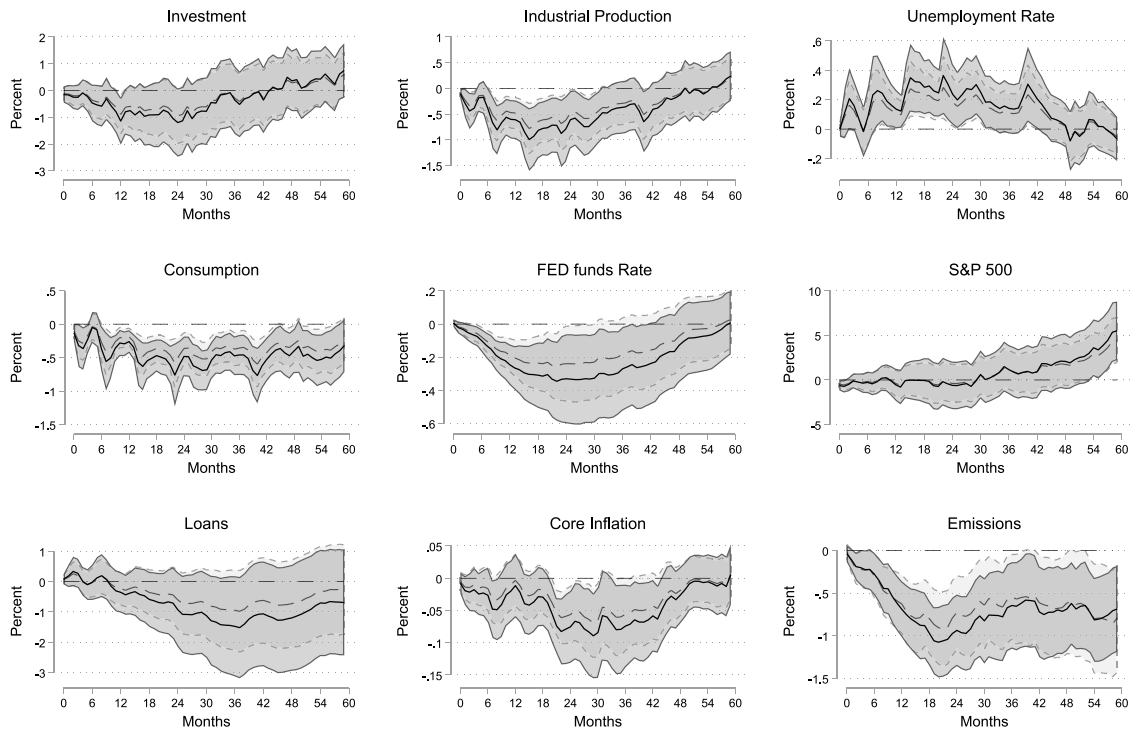 Investment
2
1
0
-1
-2
-3
Percent
0 6 12 18 24 30 36 42 48 54 60
Months
Industrial Production
1
.5
0
-.5
-1
-1.5
Percent
0 6 12 18 24 30 36 42 48 54 60
Months
Unemployment Rate
.6
.4
.2
0
-.2
Percent
0 6 12 18 24 30 36 42 48 54 60
Months
Consumption
.5
0
-.5
-1
-1.5
Percent
0 6 12 18 24 30 36 42 48 54 60
Months
FED funds Rate
.2
0
-.2
-.4
-.6
Percent
0 6 12 18 24 30 36 42 48 54 60
Months
S&P 500
10
5
0
-5
Percent
0 6 12 18 24 30 36 42 48 54 60
Months
Loans
1
0
-1
-2
-3
Percent
0 6 12 18 24 30 36 42 48 54 60
Months
Core Inflation
.05
0
-.05
-.1
-.15
Percent
0 6 12 18 24 30 36 42 48 54 60
Months
Emissions
0
-.5
-1
-1.5
Percent
0 6 12 18 24 30 36 42 48 54 60
Months